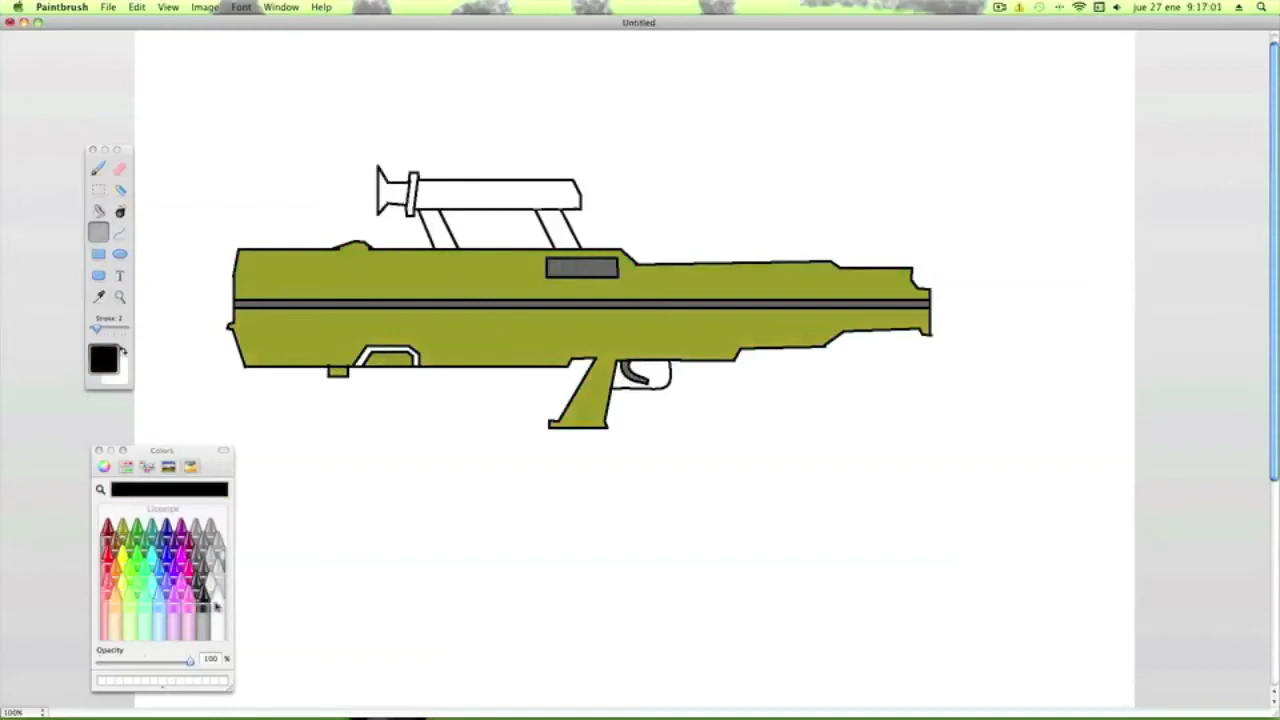 Paintbrush File Edit View Image Font Window Help jue 27 ene 9:17:01
Untitled
T
Stroke: 2
Colors
Licorice
Opacity
100 %
100%